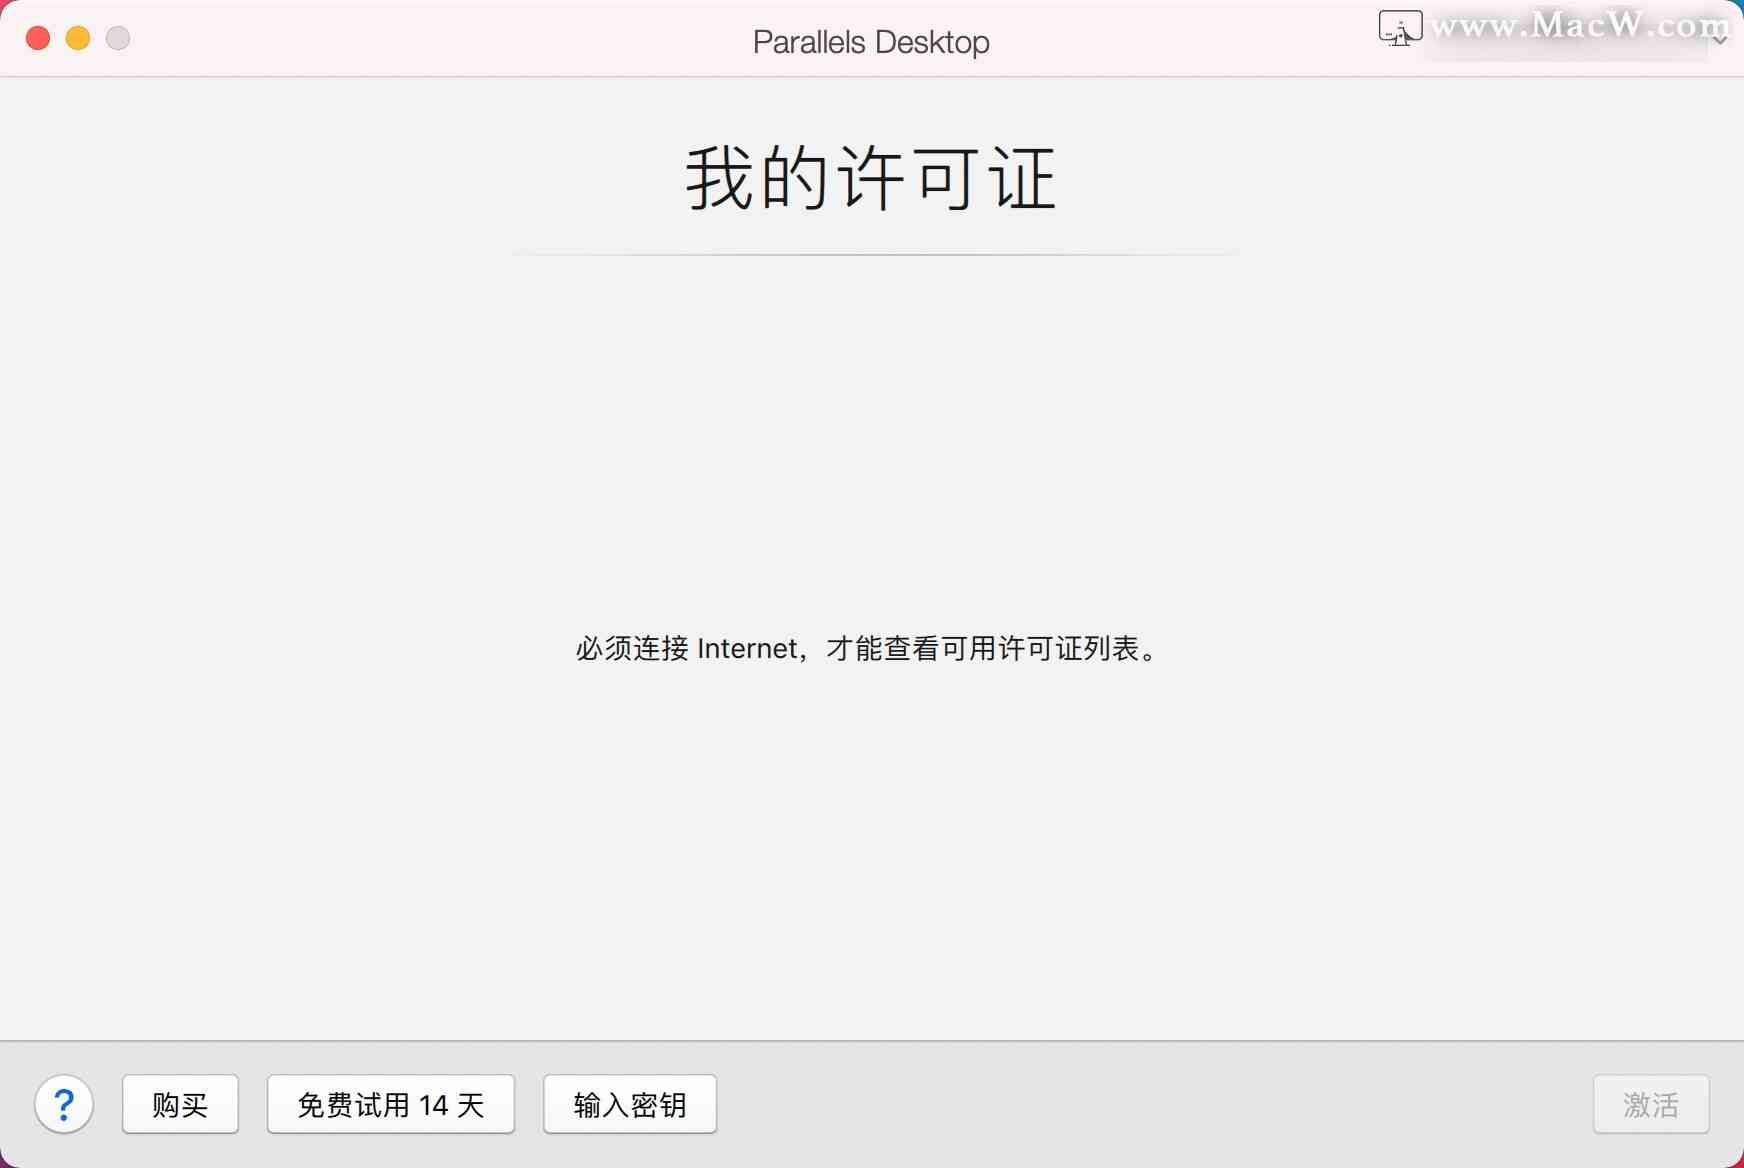 Parallels Desktop
www.MacW.com
我的许可证
必须连接 Internet，才能查看可用许可证列表。
?
购买
免费试用 14 天
输入密钥
激活